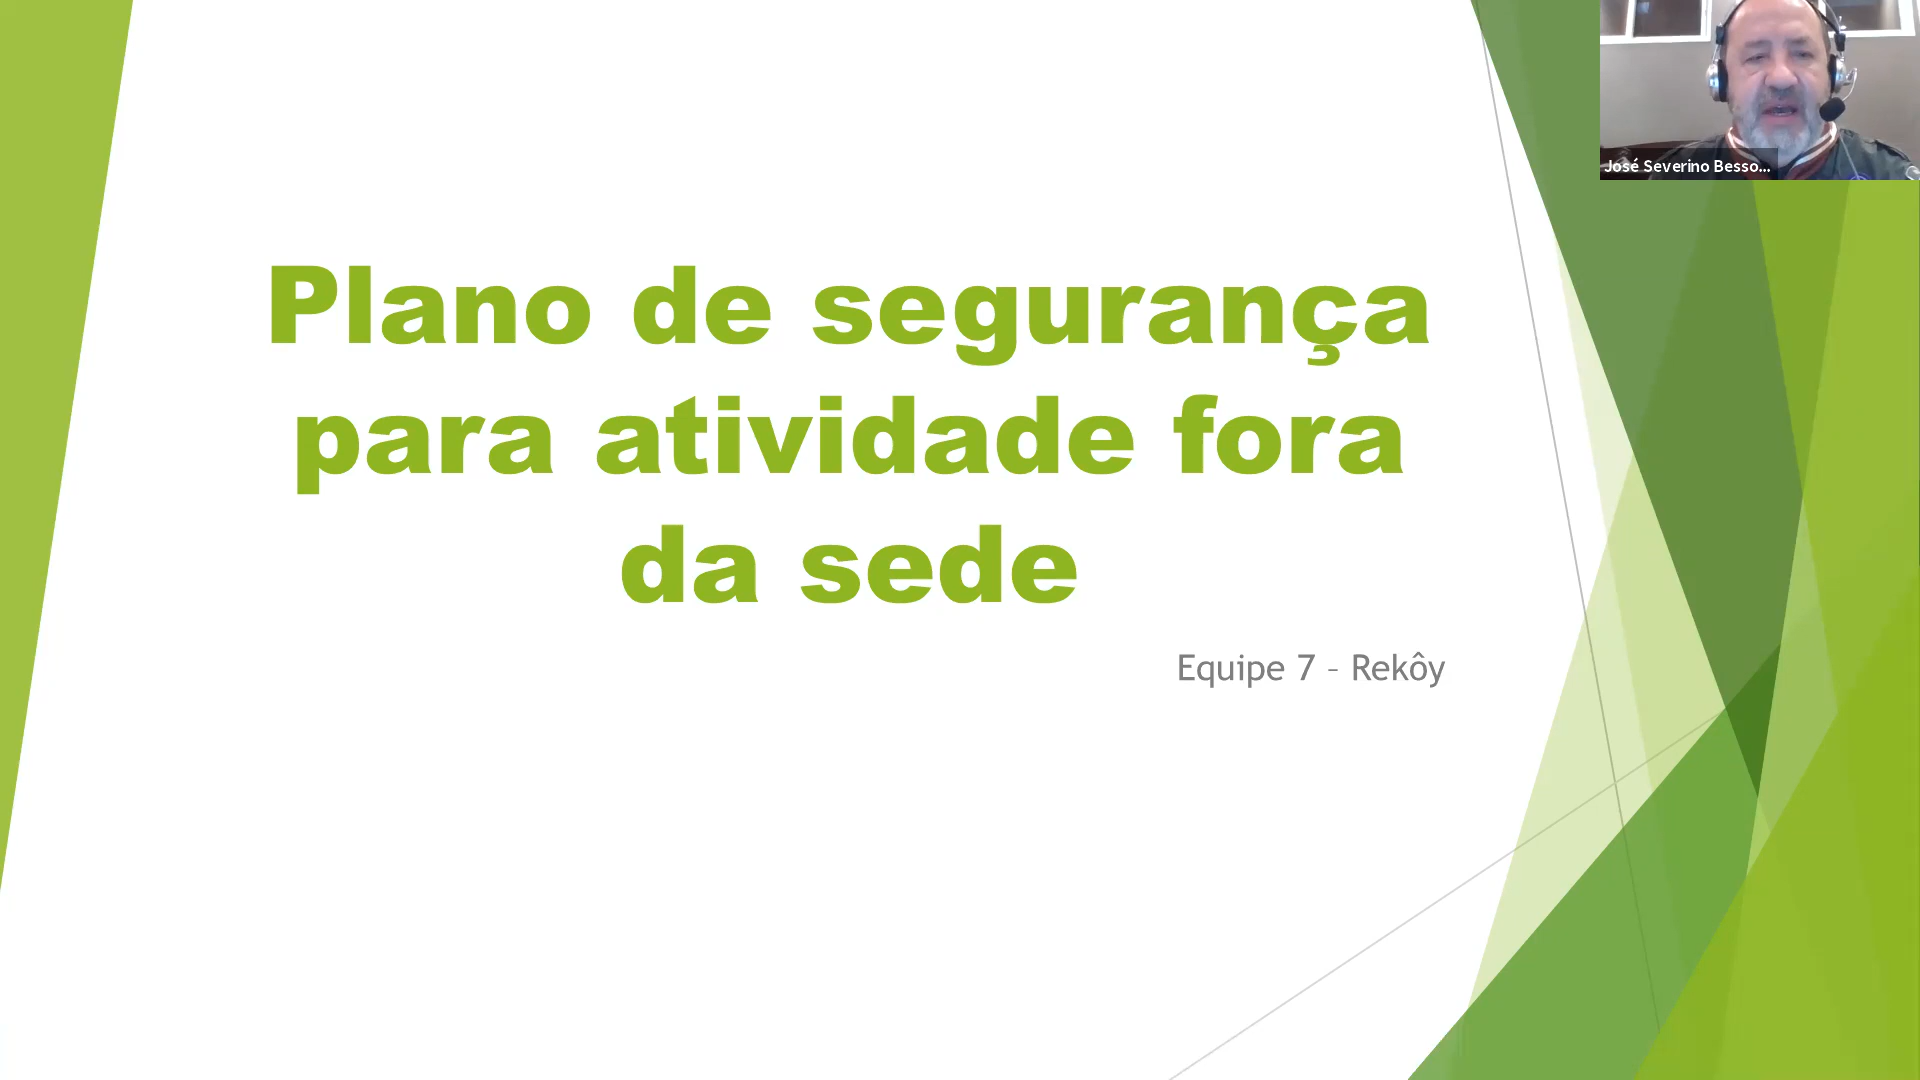 José Severino Besso...
Plano de segurança
para atividade fora
da sede
Equipe 7 – Rekôy